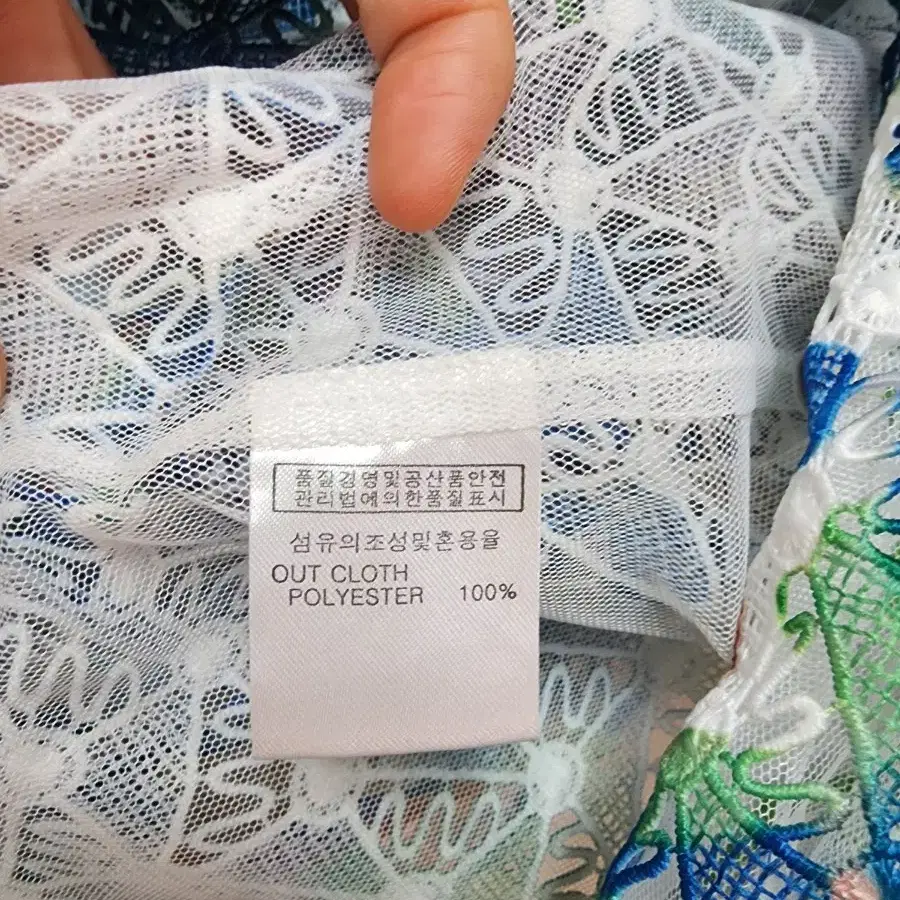 품질경영및공산품안전
관리법에의한품질표시
섬유의조성및혼용율
OUT CLOTH
POLYESTER 100%